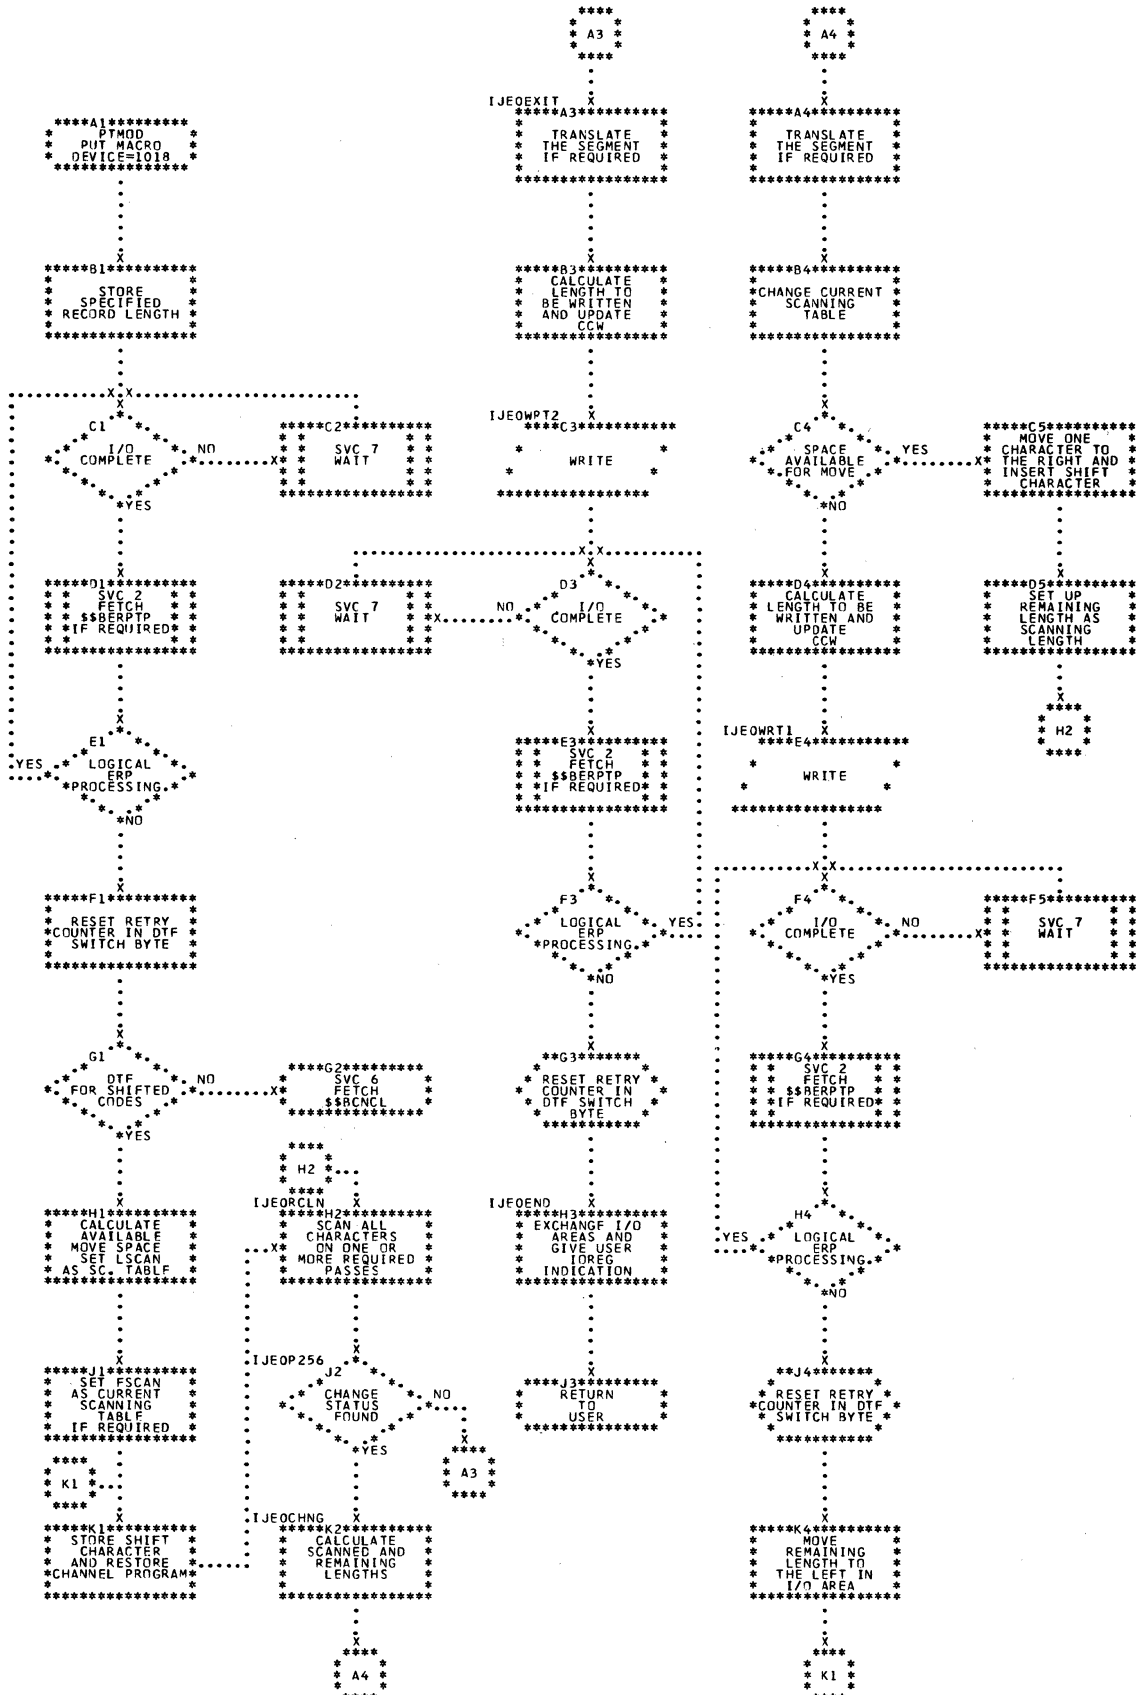 A3
A4
IJEOEXIT
A1
PTMOD
PUT MACRO
DEVICE=1018
A3
TRANSLATE
THE SEGMENT
IF REQUIRED
A4
TRANSLATE
THE SEGMENT
IF REQUIRED
B1
STORE
SPECIFIED
RECORD LENGTH
B3
CALCULATE
LENGTH TO
BE WRITTEN
AND UPDATE
CCW
B4
CHANGE CURRENT
SCANNING
TABLE
C1
I/O
COMPLETE
NO
YES
C2
SVC 7
WAIT
IJEOWPT2
C3
WRITE
C4
SPACE
AVAILABLE
FOR MOVE
YES
NO
C5
MOVE ONE
CHARACTER TO
THE RIGHT AND
INSERT SHIFT
CHARACTER
D1
SVC 2
FETCH
$$BERPTP
IF REQUIRED
D2
SVC 7
WAIT
D3
NO
I/O
COMPLETE
YES
D4
CALCULATE
LENGTH TO BE
WRITTEN AND
UPDATE
CCW
D5
SET UP
REMAINING
LENGTH AS
SCANNING
LENGTH
H2
E1
YES
LOGICAL
ERP
PROCESSING
NO
E3
SVC 2
FETCH
$$BERPTP
IF REQUIRED
IJEOWRT1
E4
WRITE
F1
RESET RETRY
COUNTER IN DTF
SWITCH BYTE
F3
LOGICAL
ERP
PROCESSING
YES
NO
F4
I/O
COMPLETE
NO
YES
F5
SVC 7
WAIT
G1
DTF
FOR SHIFTED
CODES
NO
YES
G2
SVC 6
FETCH
$$BCNCL
G3
RESET RETRY
COUNTER IN
DTF SWITCH
BYTE
G4
SVC 2
FETCH
$$BERPTP
IF REQUIRED
H2
H1
CALCULATE
AVAILABLE
MOVE SPACE
SET LSCAN
AS SC. TABLE
IJEORCLN
H2
SCAN ALL
CHARACTERS
ON ONE OR
MORE REQUIRED
PASSES
IJEOEND
H3
EXCHANGE I/O
AREAS AND
GIVE USER
IOREG
INDICATION
H4
YES
LOGICAL
ERP
PROCESSING
NO
J1
SET FSCAN
AS CURRENT
SCANNING
TABLE
IF REQUIRED
IJEOP256
J2
CHANGE
STATUS
FOUND
NO
YES
A3
J3
RETURN
TO
USER
J4
RESET RETRY
COUNTER IN DTF
SWITCH BYTE
K1
K1
STORE SHIFT
CHARACTER
AND RESTORE
CHANNEL PROGRAM
IJEOCHNG
K2
CALCULATE
SCANNED AND
REMAINING
LENGTHS
K4
MOVE
REMAINING
LENGTH TO
THE LEFT IN
I/O AREA
A4
K1